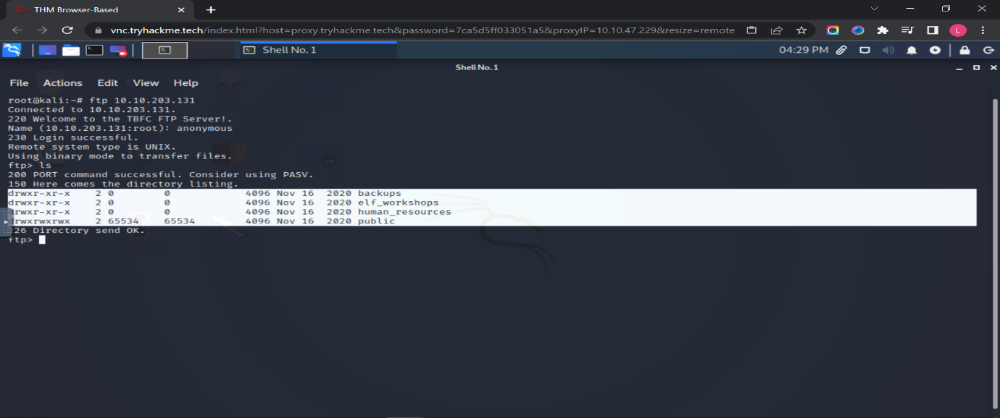 THM Browser-Based
vnc.tryhackme.tech/index.html?host=proxy.tryhackme.tech&password=7ca5d5ff033051a5&proxyIP=10.10.47.229&resize=remote
L
Shell No. 1
04:29 PM
Shell No. 1
File Actions Edit View Help
root@kali:~# ftp 10.10.203.131
Connected to 10.10.203.131.
220 Welcome to the TBFC FTP Server!.
Name (10.10.203.131:root): anonymous
230 Login successful.
Remote system type is UNIX.
Using binary mode to transfer files.
ftp> ls
200 PORT command successful. Consider using PASV.
150 Here comes the directory listing.
drwxr-xr-x 2 0 0 4096 Nov 16 2020 backups
drwxr-xr-x 2 0 0 4096 Nov 16 2020 elf_workshops
drwxr-xr-x 2 0 0 4096 Nov 16 2020 human_resources
drwxrwxrwx 2 65534 65534 4096 Nov 16 2020 public
226 Directory send OK.
ftp>